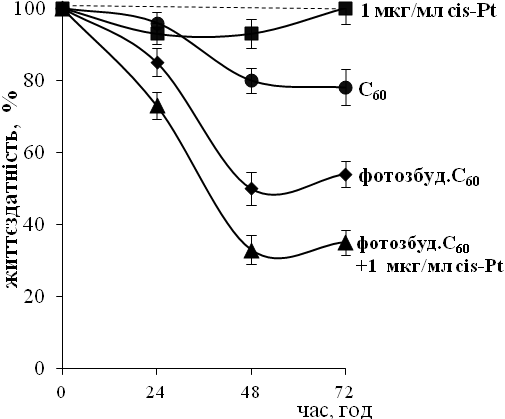 100
80
60
40
20
0
життєздатність, %
1 мкг/мл cis-Pt
C60
фотозбуд.C60
фотозбуд.C60
+1 мкг/мл cis-Pt
0 24 48 72
час, год